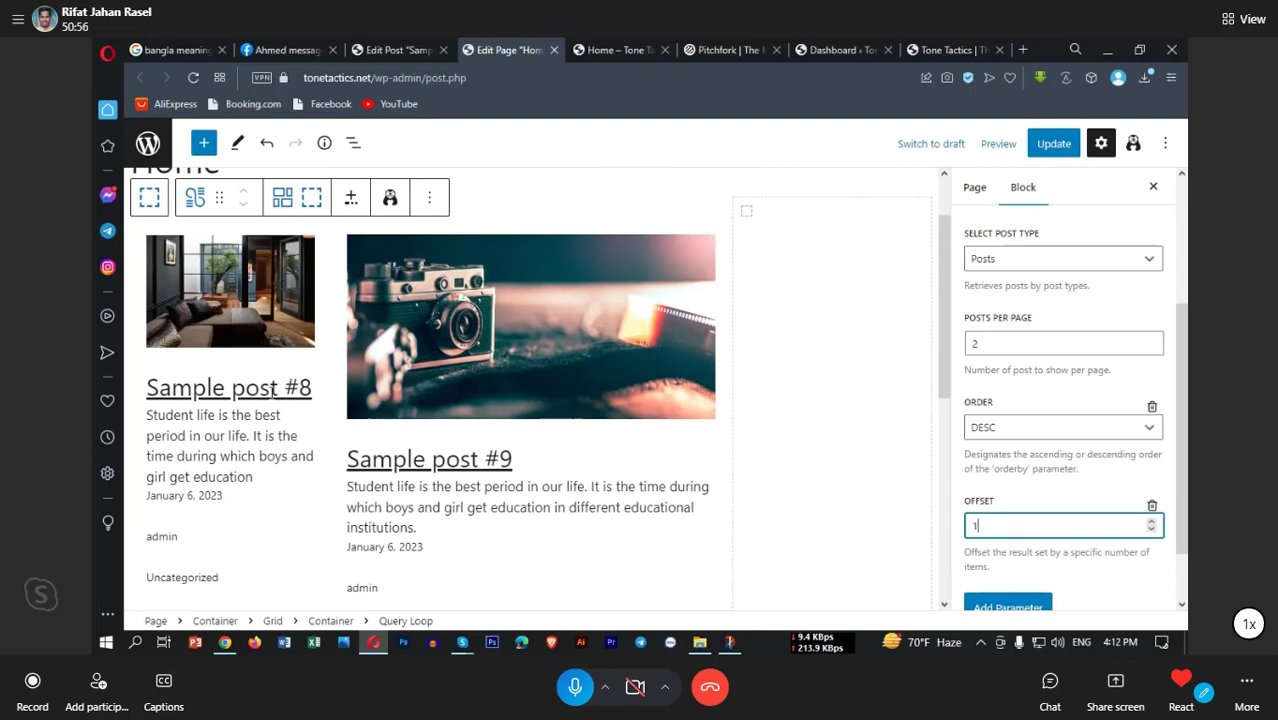 Rifat Jahan Rasel
50:56
View
bangla meaning
Ahmed messag
Edit Post "Samp
Edit Page "Hom
Home – Tone Ta
Pitchfork | The M
Dashboard ‹ Ton
Tone Tactics | Th
VPN
tonetactics.net/wp-admin/post.php
AliExpress
Booking.com
Facebook
YouTube
Switch to draft
Preview
Update
Home
Page
Block
SELECT POST TYPE
Posts
Retrieves posts by post types.
POSTS PER PAGE
2
Number of post to show per page.
ORDER
DESC
Designates the ascending or descending order
of the 'orderby' parameter.
OFFSET
1
Offset the result set by a specific number of
items.
Add Parameter
Sample post #8
Student life is the best
period in our life. It is the
time during which boys and
girl get education
January 6, 2023
admin
Uncategorized
Sample post #9
Student life is the best period in our life. It is the time during
which boys and girl get education in different educational
institutions.
January 6, 2023
admin
Page
Container
Grid
Container
Query Loop
1x
9.4 KBps
213.9 KBps
70°F Haze
ENG
4:12 PM
Record
Add particip...
Captions
Chat
Share screen
React
More